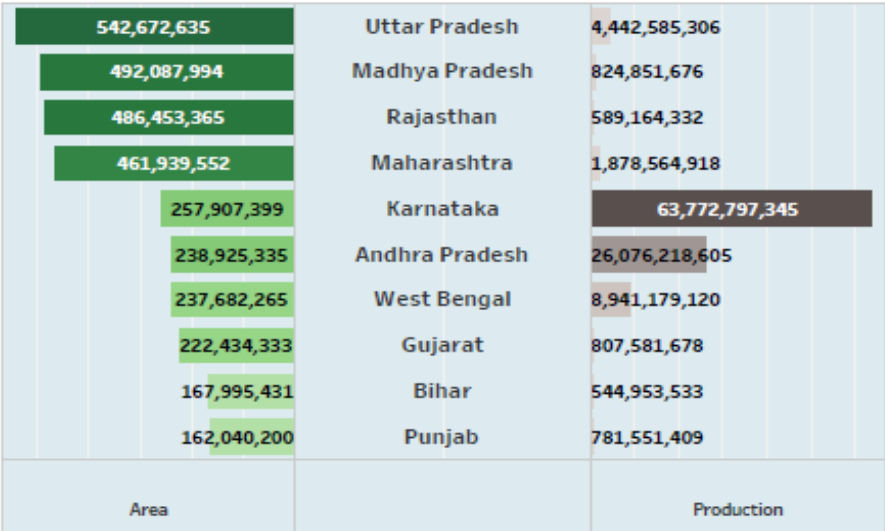 542,672,635 Uttar Pradesh 4,442,585,306
492,087,994 Madhya Pradesh 824,851,676
486,453,365 Rajasthan 589,164,332
461,939,552 Maharashtra 1,878,564,918
257,907,399 Karnataka 63,772,797,345
238,925,335 Andhra Pradesh 26,076,218,605
237,682,265 West Bengal 8,941,179,120
222,434,333 Gujarat 807,581,678
167,995,431 Bihar 544,953,533
162,040,200 Punjab 781,551,409
Area Production